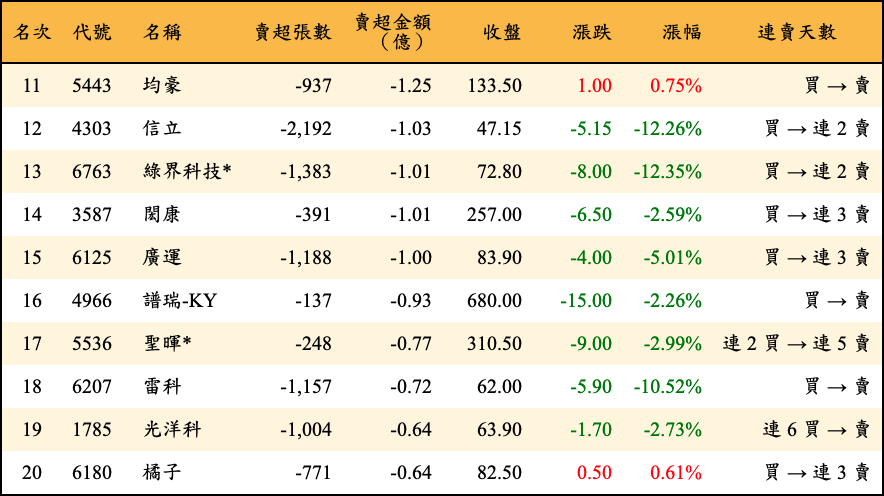 名次 代號 名稱 賣超張數 賣超金額（億） 收盤 漲跌 漲幅 連賣天數
11 5443 均豪 -937 -1.25 133.50 1.00 0.75% 買 → 賣
12 4303 信立 -2,192 -1.03 47.15 -5.15 -12.26% 買 → 連 2 賣
13 6763 綠界科技* -1,383 -1.01 72.80 -8.00 -12.35% 買 → 連 2 賣
14 3587 閎康 -391 -1.01 257.00 -6.50 -2.59% 買 → 連 3 賣
15 6125 廣運 -1,188 -1.00 83.90 -4.00 -5.01% 買 → 連 3 賣
16 4966 譜瑞-KY -137 -0.93 680.00 -15.00 -2.26% 買 → 賣
17 5536 聖暉* -248 -0.77 310.50 -9.00 -2.99% 連 2 買 → 連 5 賣
18 6207 雷科 -1,157 -0.72 62.00 -5.90 -10.52% 買 → 賣
19 1785 光洋科 -1,004 -0.64 63.90 -1.70 -2.73% 連 6 買 → 賣
20 6180 橘子 -771 -0.64 82.50 0.50 0.61% 買 → 連 3 賣